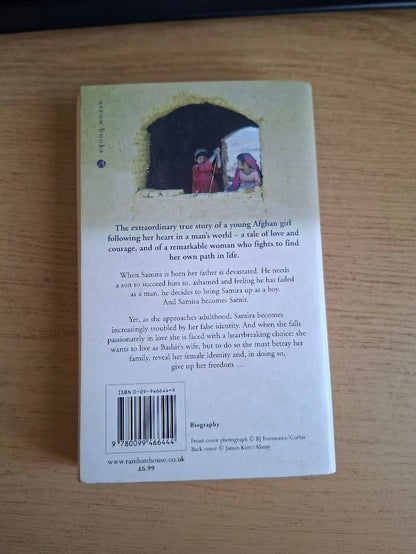 arrow books
The extraordinary true story of a young Afghan girl
following her heart in a man's world – a tale of love and
courage, and of a remarkable woman who fights to find
her own path in life.
When Samira is born her father is devastated. He needs
a son to succeed him so, ashamed and feeling he has failed
as a man, he decides to bring Samira up as a boy.
And Samira becomes Samir.
Yet, as she approaches adulthood, Samira becomes
increasingly troubled by her false identity. And when she falls
passionately in love she is faced with a heartbreaking choice: she
wants to live as Bashir's wife, but to do so she must betray her
family, reveal her female identity and, in doing so,
give up her freedom …
ISBN 0-09-946644-9
9 780099 466444
Biography
Front cover photograph © BJ Formento/Corbis
Back cover © James Kerr/Alamy
www.randomhouse.co.uk
£6.99